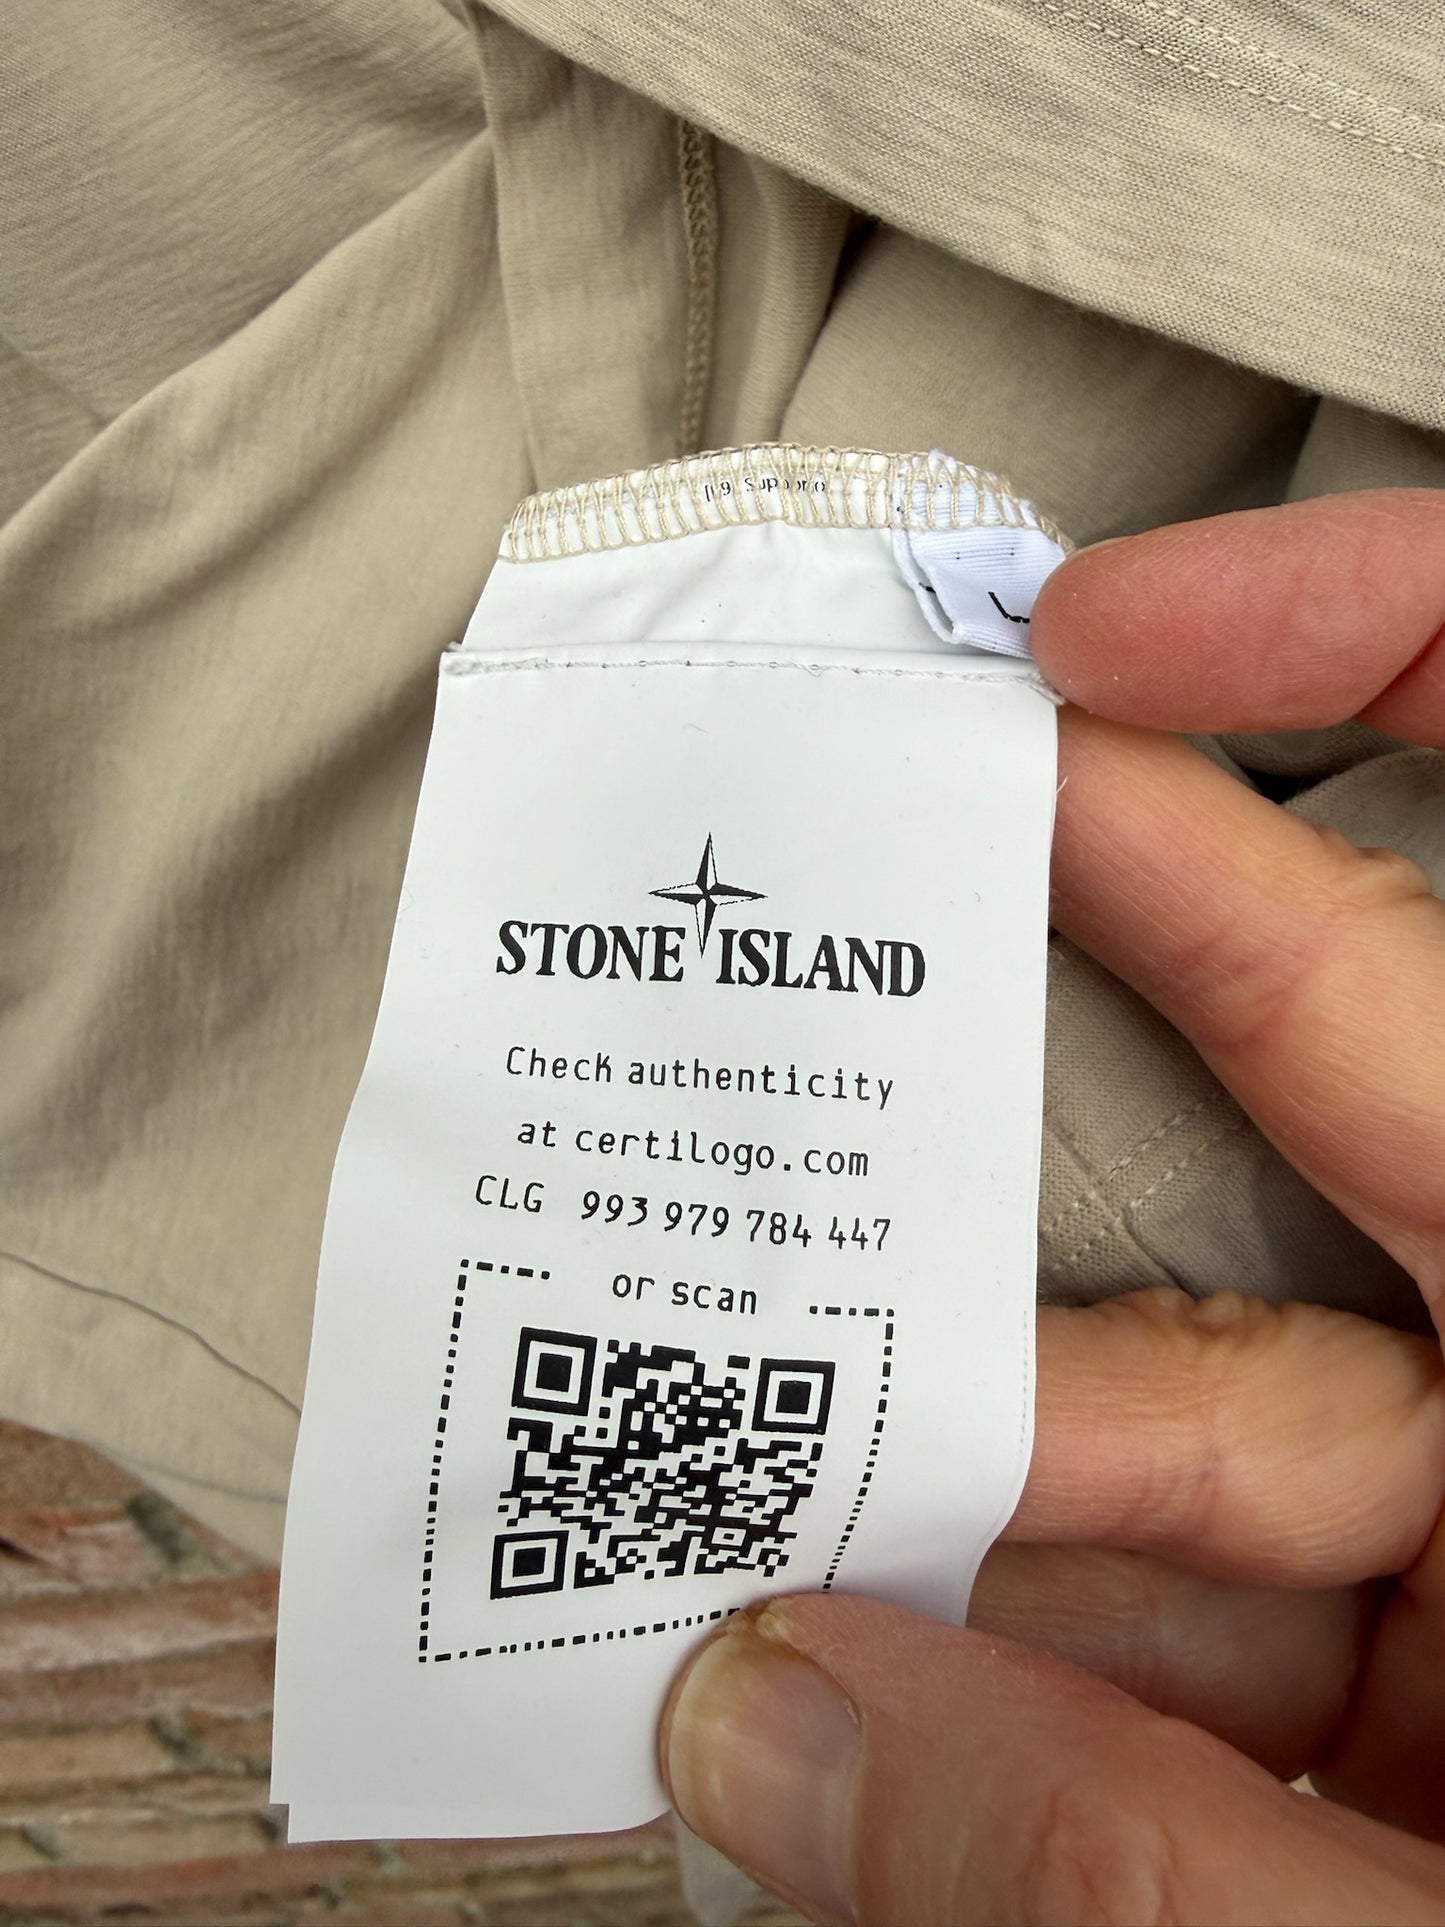 STONE ISLAND
Check authenticity
at certilogo.com
CLG 993 979 784 447
or scan